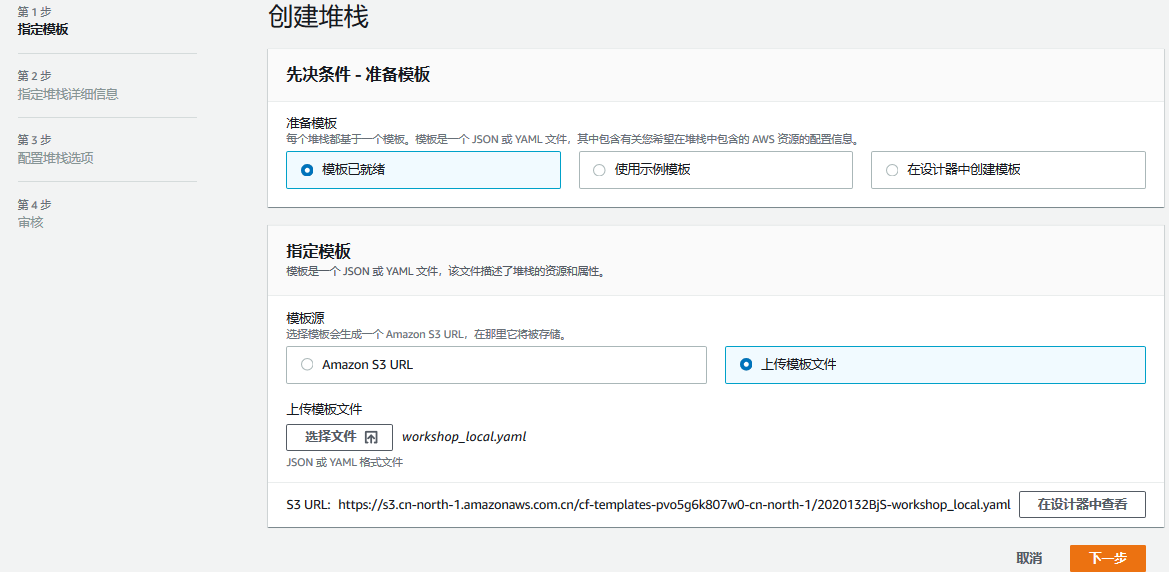 第 1 步
指定模板
第 2 步
指定堆栈详细信息
第 3 步
配置堆栈选项
第 4 步
审核
创建堆栈
先决条件 - 准备模板
准备模板
每个堆栈都基于一个模板。模板是一个 JSON 或 YAML 文件，其中包含有关您希望在堆栈中包含的 AWS 资源的配置信息。
模板已就绪
使用示例模板
在设计器中创建模板
指定模板
模板是一个 JSON 或 YAML 文件，该文件描述了堆栈的资源和属性。
模板源
选择模板会生成一个 Amazon S3 URL，在那里它将被存储。
Amazon S3 URL
上传模板文件
上传模板文件
选择文件 workshop_local.yaml
JSON 或 YAML 格式文件
S3 URL: https://s3.cn-north-1.amazonaws.com.cn/cf-templates-pvo5g6k807w0-cn-north-1/2020132BjS-workshop_local.yaml 在设计器中查看
取消 下一步